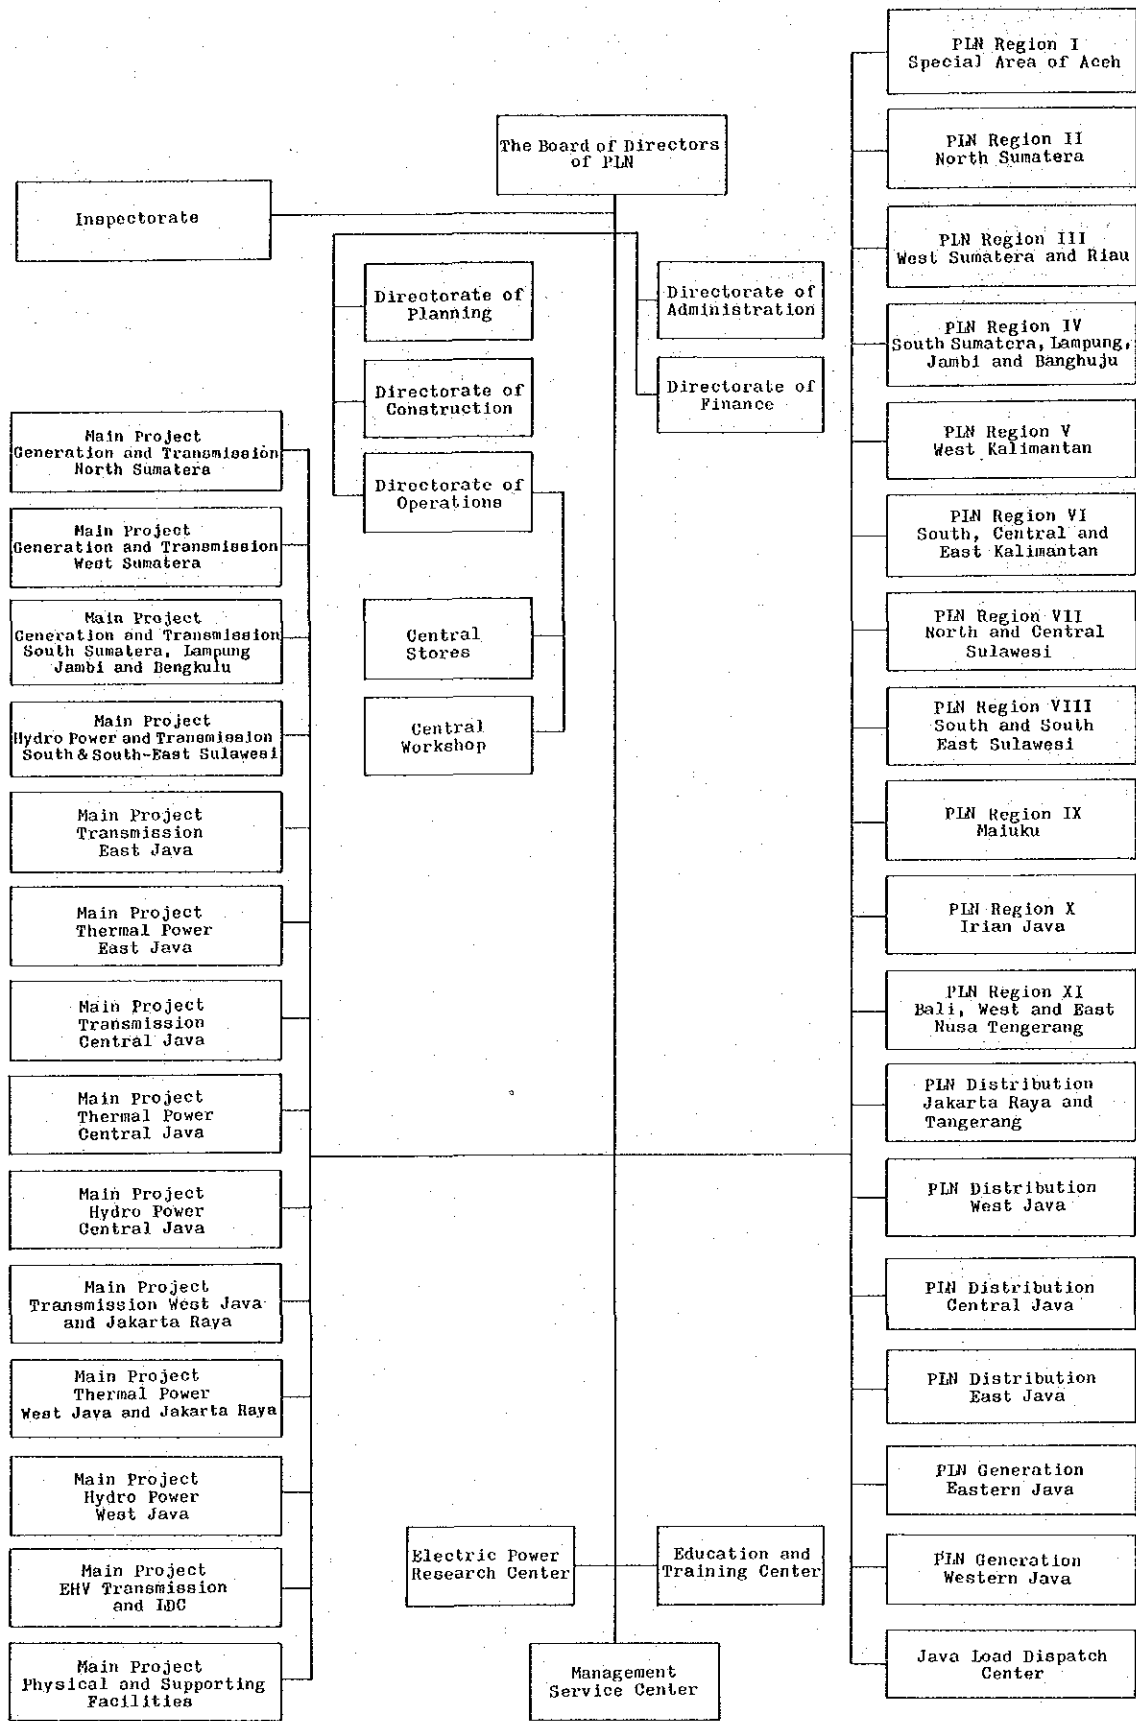 The Board of Directors
of PLN
Inspectorate
Directorate of
Planning
Directorate of
Construction
Directorate of
Operations
Central
Stores
Central
Workshop
Directorate of
Administration
Directorate of
Finance
Main Project
Generation and Transmission
North Sumatera
Main Project
Generation and Transmission
West Sumatera
Main Project
Generation and Transmission
South Sumatera, Lampung
Jambi and Bengkulu
Main Project
Hydro Power and Transmission
South & South-East Sulawesi
Main Project
Transmission
East Java
Main Project
Thermal Power
East Java
Main Project
Transmission
Central Java
Main Project
Thermal Power
Central Java
Main Project
Hydro Power
Central Java
Main Project
Transmission West Java
and Jakarta Raya
Main Project
Thermal Power
West Java and Jakarta Raya
Main Project
Hydro Power
West Java
Main Project
EHV Transmission
and LDC
Main Project
Physical and Supporting
Facilities
Electric Power
Research Center
Education and
Training Center
Management
Service Center
PLN Region I
Special Area of Aceh
PLN Region II
North Sumatera
PLN Region III
West Sumatera and Riau
PLN Region IV
South Sumatera, Lampung,
Jambi and Banghuju
PLN Region V
West Kalimantan
PLN Region VI
South, Central and
East Kalimantan
PLN Region VII
North and Central
Sulawesi
PLN Region VIII
South and South
East Sulawesi
PLN Region IX
Maluku
PLN Region X
Irian Java
PLN Region XI
Bali, West and East
Nusa Tengerang
PLN Distribution
Jakarta Raya and
Tangerang
PLN Distribution
West Java
PLN Distribution
Central Java
PLN Distribution
East Java
PLN Generation
Eastern Java
PLN Generation
Western Java
Java Load Dispatch
Center